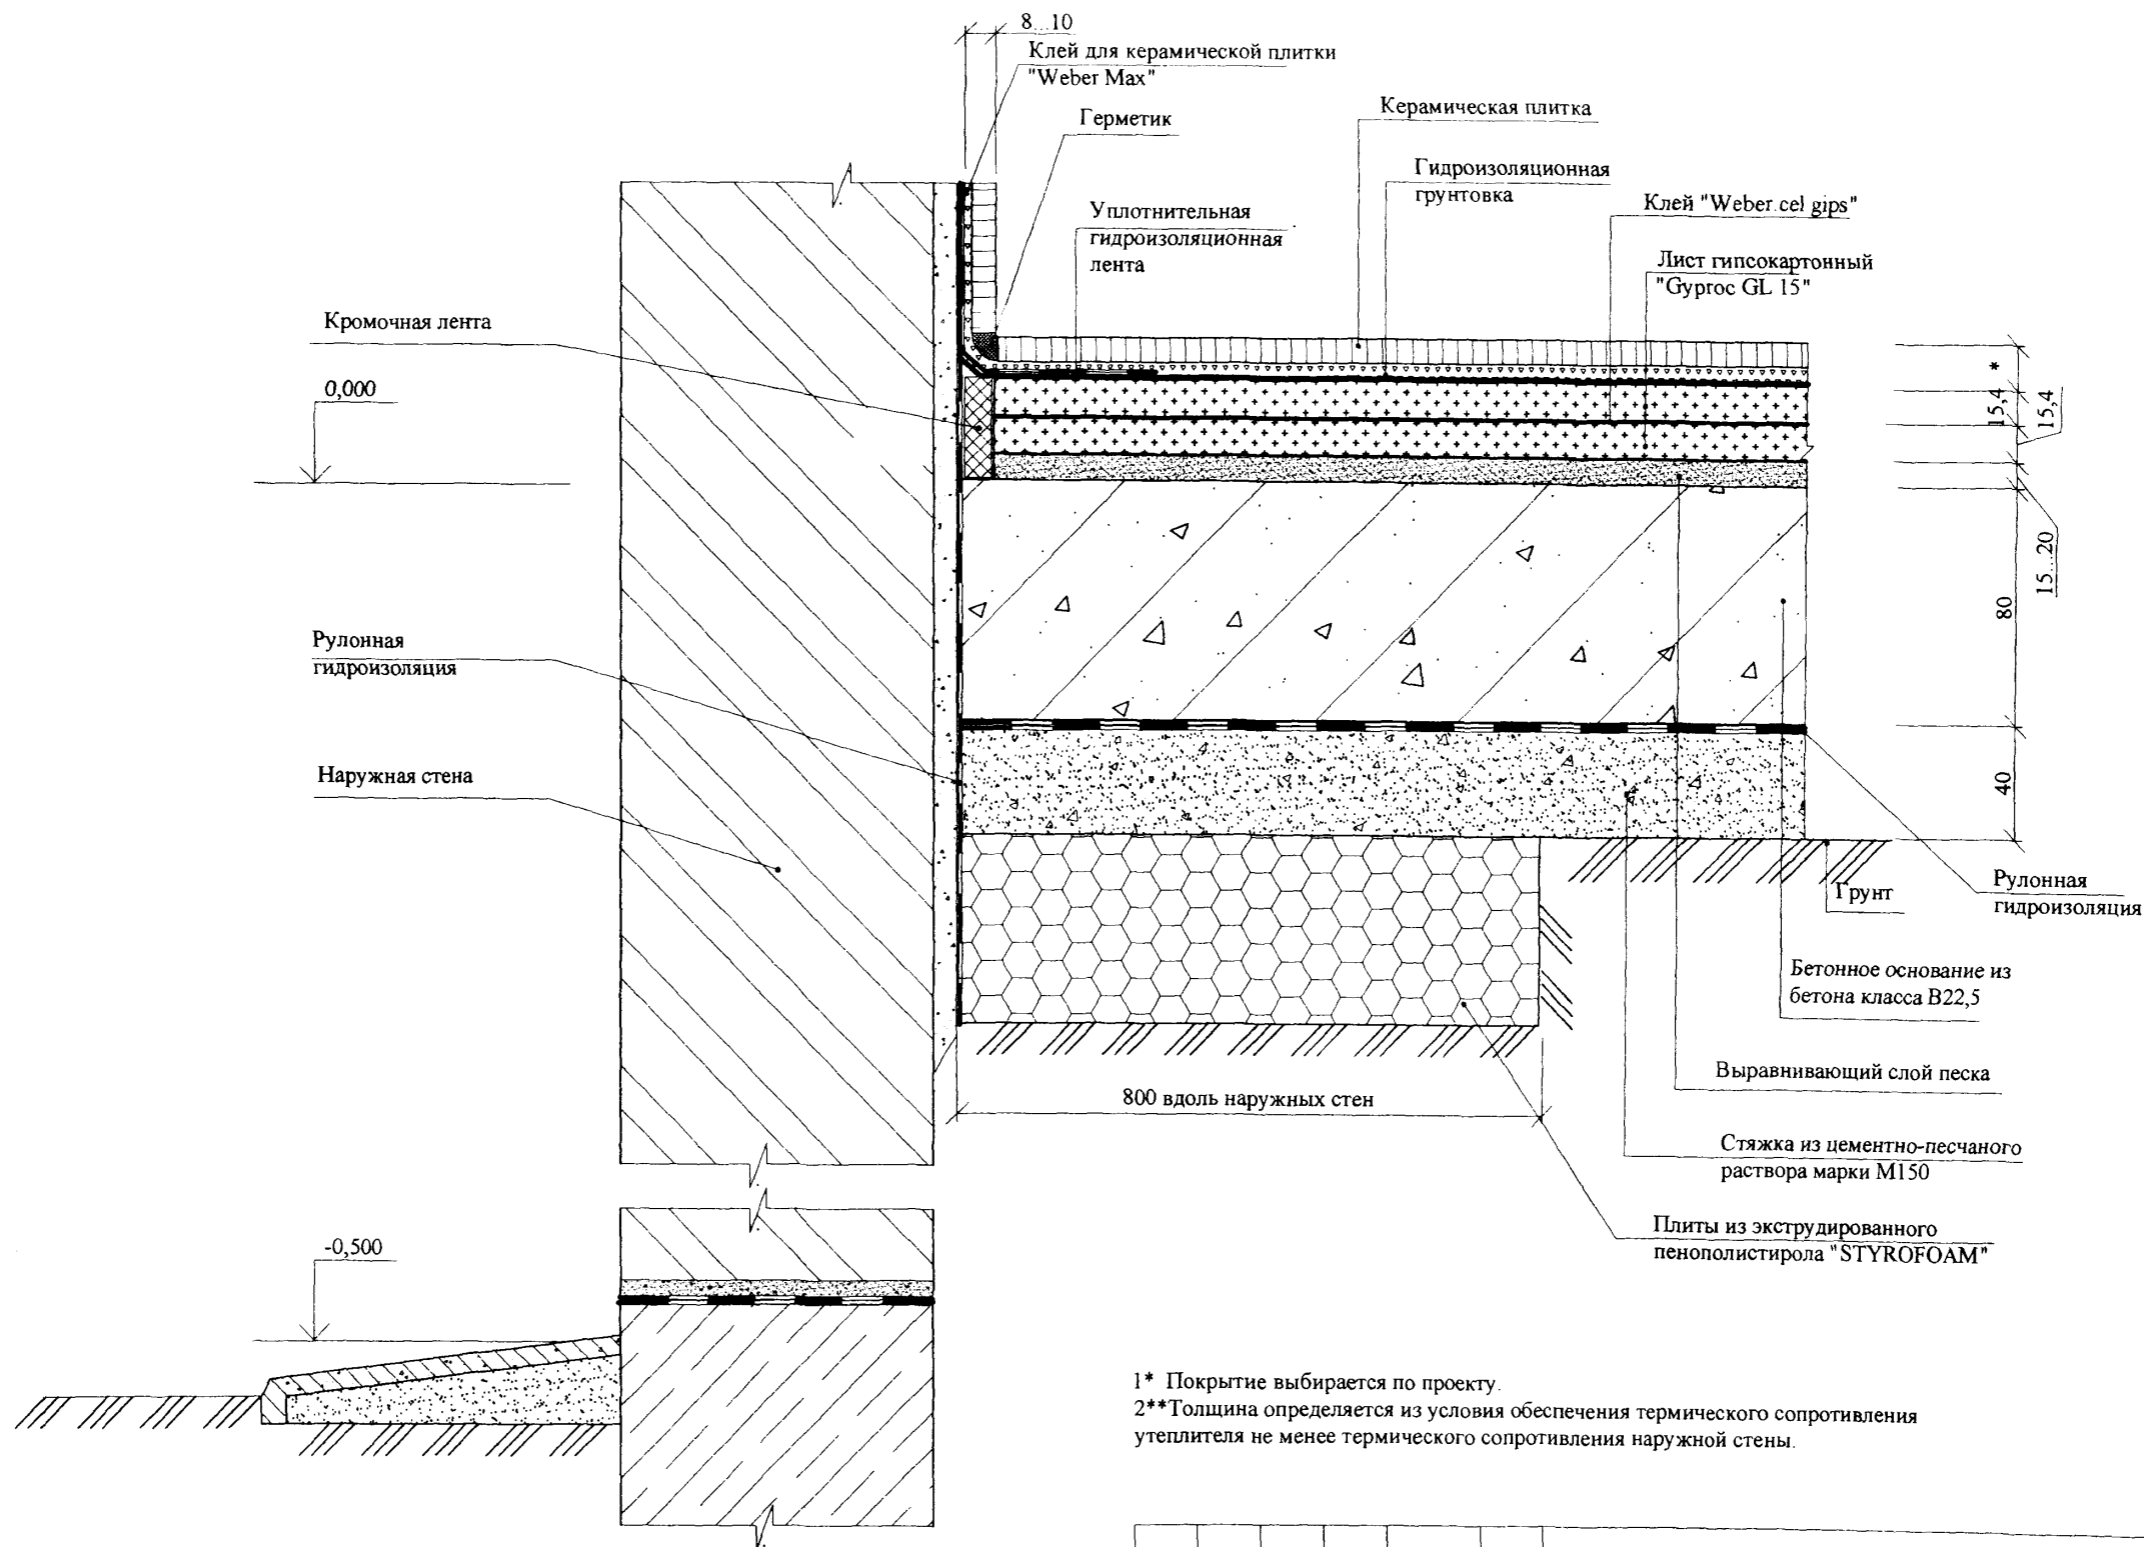 8...10
Клей для керамической плитки
"Weber Max"
Керамическая плитка
Герметик
Гидроизоляционная
грунтовка
Клей "Weber.cel gips"
Уплотнительная
гидроизоляционная
лента
Лист гипсокартонный
"Gyproc GL 15"
Кромочная лента
0,000
*
15,4
15,4
15...20
80
40
Рулонная
гидроизоляция
Наружная стена
Рулонная
гидроизоляция
Грунт
Бетонное основание из
бетона класса В22,5
Выравнивающий слой песка
800 вдоль наружных стен
Стяжка из цементно-песчаного
раствора марки М150
Плиты из экструдированного
пенополистирола "STYROFOAM"
-0,500
1* Покрытие выбирается по проекту.
2**Толщина определяется из условия обеспечения термического сопротивления
утеплителя не менее термического сопротивления наружной стены.